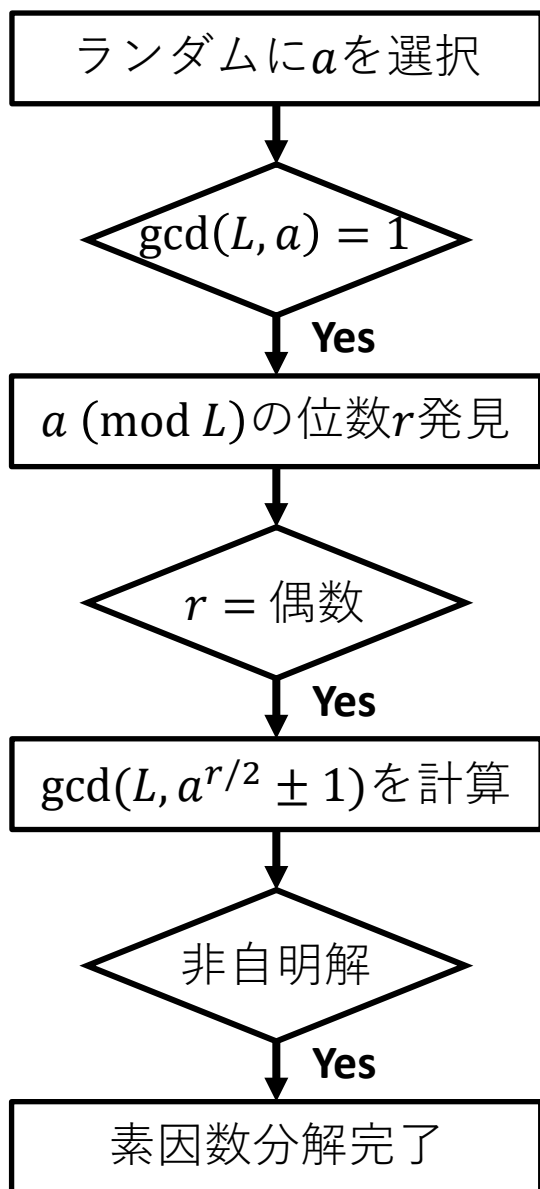 ランダムにaを選択
gcd(L, a) = 1
Yes
a (mod L)の位数r発見
r = 偶数
Yes
gcd(L, a^{r/2} ± 1)を計算
非自明解
Yes
素因数分解完了